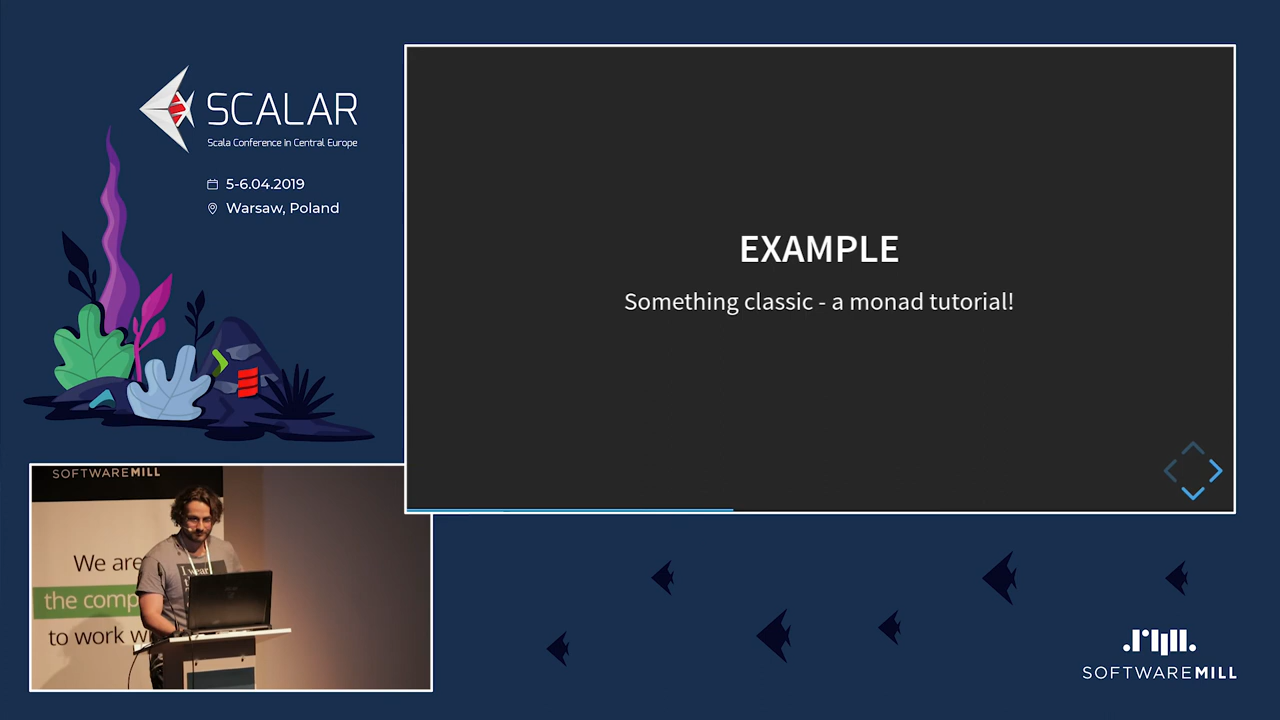 SCALAR
Scala Conference in Central Europe
5-6.04.2019
Warsaw, Poland
EXAMPLE
Something classic - a monad tutorial!
SOFTWAREMILL
We are
the comp
to work w
I wear
SOFTWAREMILL